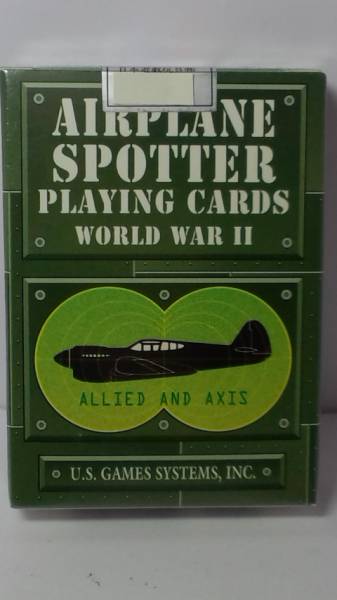 AIRPLANE
SPOTTER
PLAYING CARDS
WORLD WAR II
ALLIED AND AXIS
U.S. GAMES SYSTEMS, INC.